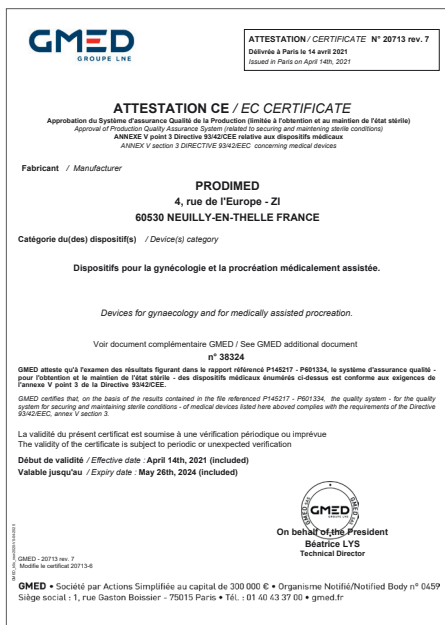 GMED
GROUPE LNE
ATTESTATION / CERTIFICATE N° 20713 rev. 7
Délivrée à Paris le 14 avril 2021
Issued in Paris on April 14th, 2021
ATTESTATION CE / EC CERTIFICATE
Approbation du Système d'assurance Qualité de la Production (limitée à l'obtention et au maintien de l'état stérile)
Approval of Production Quality Assurance System (related to securing and maintaining sterile conditions)
ANNEXE V point 3 Directive 93/42/CEE relative aux dispositifs médicaux
ANNEX V section 3 DIRECTIVE 93/42/EEC concerning medical devices
Fabricant / Manufacturer
PRODIMED
4, rue de l'Europe - ZI
60530 NEUILLY-EN-THELLE FRANCE
Catégorie du(des) dispositif(s) / Device(s) category
Dispositifs pour la gynécologie et la procréation médicalement assistée.
Devices for gynaecology and for medically assisted procreation.
Voir document complémentaire GMED / See GMED additional document
n° 38324
GMED atteste qu'à l'examen des résultats figurant dans le rapport référencé P145217 - P601334, le système d'assurance qualité -
pour l'obtention et le maintien de l'état stérile - des dispositifs médicaux énumérés ci-dessus est conforme aux exigences de
l'annexe V point 3 de la Directive 93/42/CEE.
GMED certifies that, on the basis of the results contained in the file referenced P145217 - P601334, the quality system - for the quality
system for securing and maintaining sterile conditions - of medical devices listed here aboved complies with the requirements of the Directive
93/42/EEC, annex V section 3.
La validité du présent certificat est soumise à une vérification périodique ou imprévue
The validity of the certificate is subject to periodic or unexpected verification
Début de validité / Effective date : April 14th, 2021 (included)
Valable jusqu'au / Expiry date : May 26th, 2024 (included)
GMED
On behalf of the President
Béatrice LYS
Technical Director
GMED - 20713 rev. 7
Modifie le certificat 20713-6
GMED • Société par Actions Simplifiée au capital de 300 000 € • Organisme Notifié/Notified Body n° 0459
Siège social : 1, rue Gaston Boissier - 75015 Paris • Tél. : 01 40 43 37 00 • gmed.fr